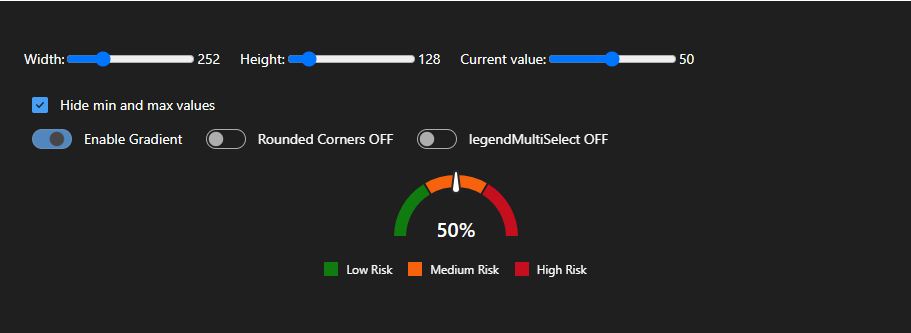 Width: 252 Height: 128 Current value: 50
Hide min and max values
Enable Gradient Rounded Corners OFF legendMultiSelect OFF
50%
Low Risk Medium Risk High Risk